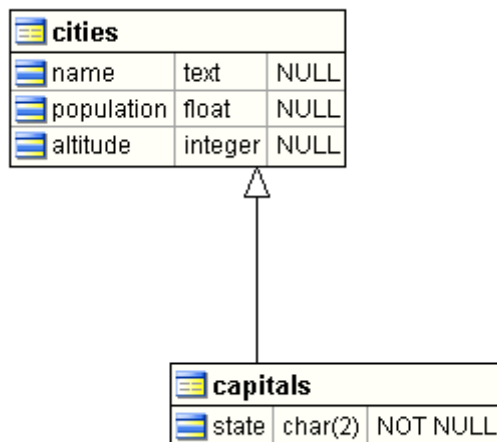 cities
name text NULL
population float NULL
altitude integer NULL
capitals
state char(2) NOT NULL